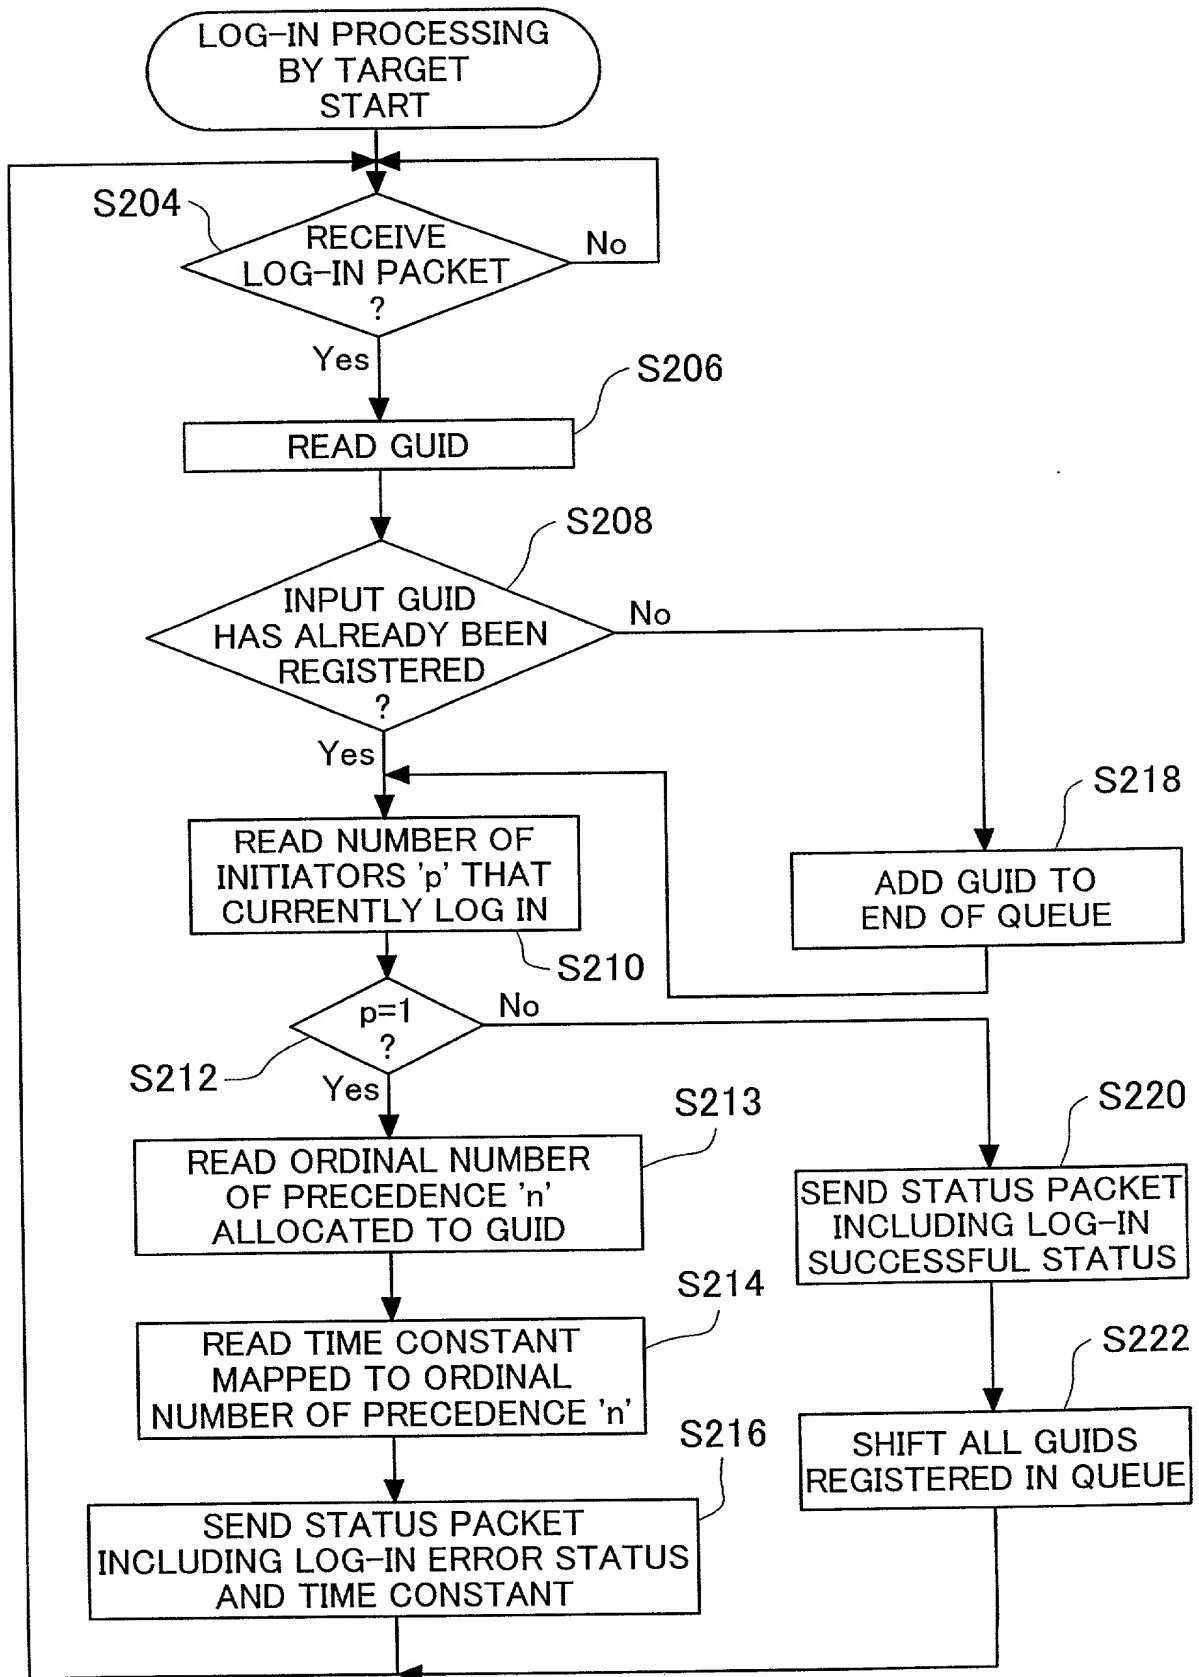 LOG-IN PROCESSING
BY TARGET
START
S204
RECEIVE
LOG-IN PACKET
?
No
Yes
S206
READ GUID
S208
INPUT GUID
HAS ALREADY BEEN
REGISTERED
?
No
Yes
S218
READ NUMBER OF
INITIATORS 'p' THAT
CURRENTLY LOG IN
ADD GUID TO
END OF QUEUE
S210
p=1
?
No
S212
Yes
S213
S220
READ ORDINAL NUMBER
OF PRECEDENCE 'n'
ALLOCATED TO GUID
SEND STATUS PACKET
INCLUDING LOG-IN
SUCCESSFUL STATUS
S214
READ TIME CONSTANT
MAPPED TO ORDINAL
NUMBER OF PRECEDENCE 'n'
S222
SHIFT ALL GUIDS
REGISTERED IN QUEUE
S216
SEND STATUS PACKET
INCLUDING LOG-IN ERROR STATUS
AND TIME CONSTANT